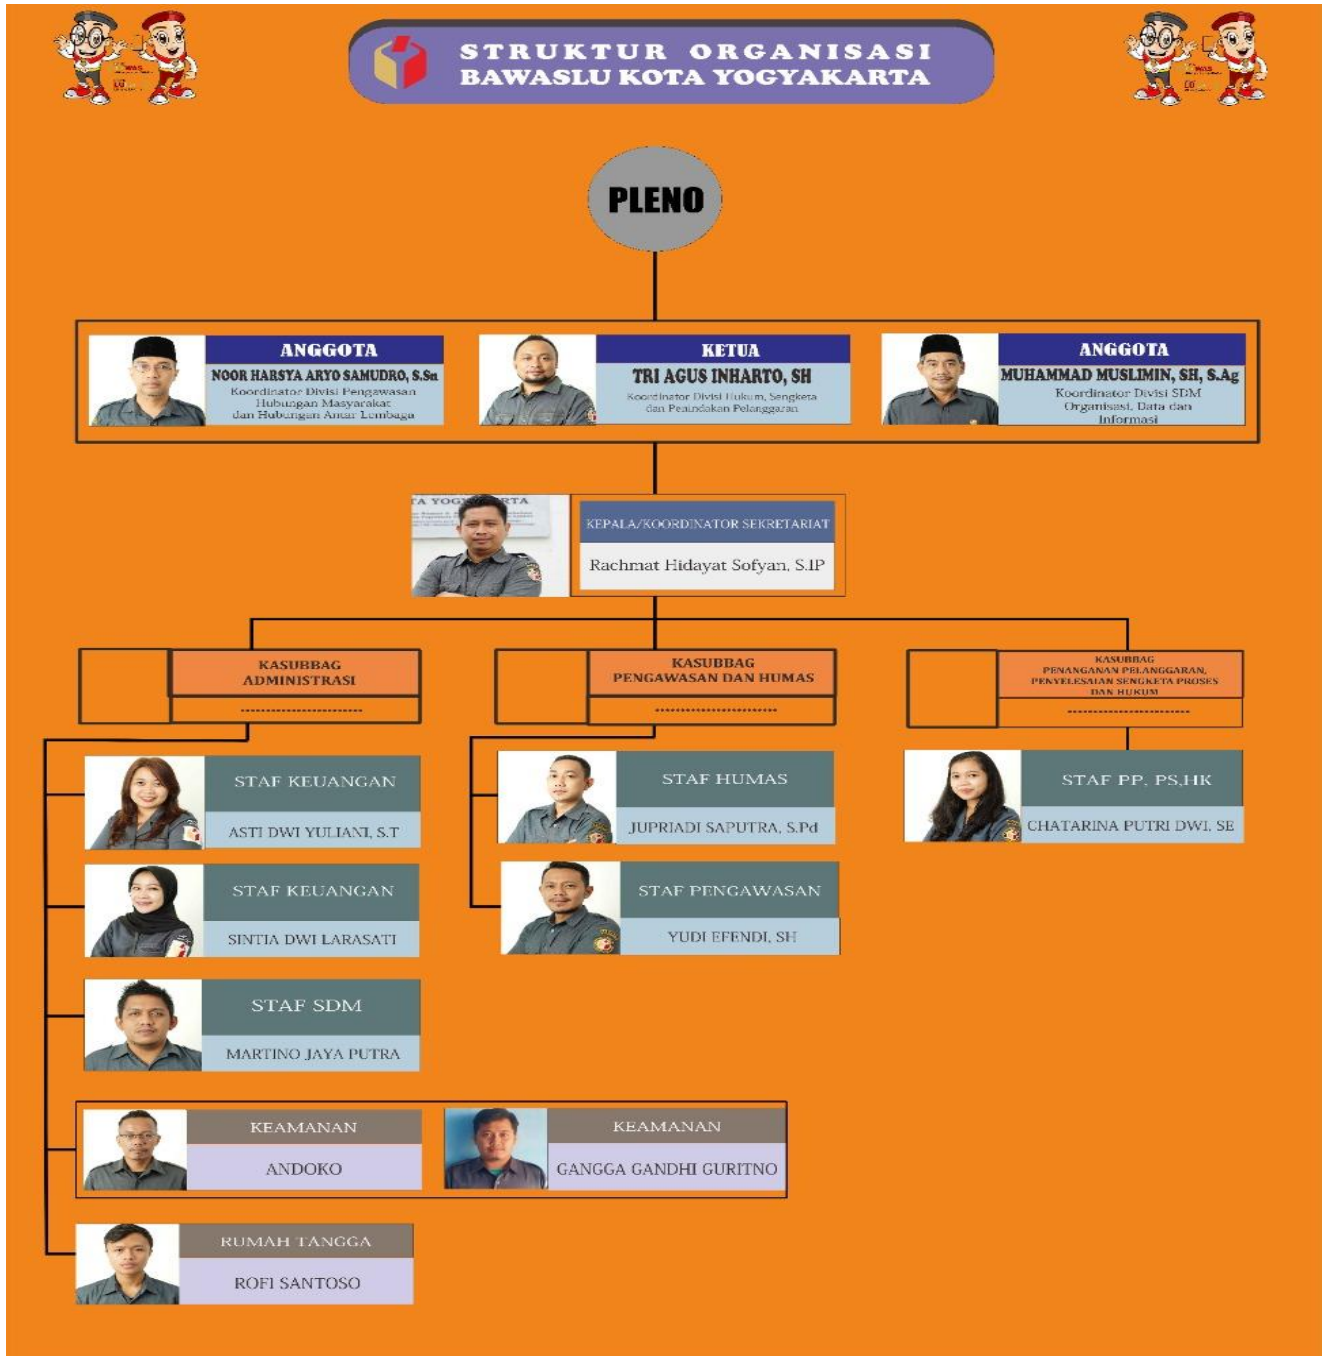 STRUKTUR ORGANISASI
BAWASLU KOTA YOGYAKARTA
PLENO
ANGGOTA
NOOR HARSYA ARYO SAMUDRO, S.Sn
Koordinator Divisi Pengawasan
Hubungan Masyarakat
dan Hubungan Antar Lembaga
KETUA
TRI AGUS INHARTO, SH
Koordinator Divisi Hukum, Sengketa
dan Penindakan Pelanggaran
ANGGOTA
MUHAMMAD MUSLIMIN, SH, S.Ag
Koordinator Divisi SDM
Organisasi, Data dan
Informasi
TA YOGYAKARTA
KEPALA/KOORDINATOR SEKRETARIAT
Rachmat Hidayat Sofyan, S.IP
KASUBBAG
ADMINISTRASI
------------------------
KASUBBAG
PENGAWASAN DAN HUMAS
------------------------
KASUBBAG
PENANGANAN PELANGGARAN,
PENYELESAIAN SENGKETA PROSES
DAN HUKUM
------------------------
STAF KEUANGAN
ASTI DWI YULIANI, S.T
STAF KEUANGAN
SINTIA DWI LARASATI
STAF SDM
MARTINO JAYA PUTRA
KEAMANAN
ANDOKO
KEAMANAN
GANGGA GANDHI GURITNO
RUMAH TANGGA
ROFI SANTOSO
STAF HUMAS
JUPRIADI SAPUTRA, S.Pd
STAF PENGAWASAN
YUDI EFENDI, SH
STAF PP, PS,HK
CHATARINA PUTRI DWI, SE